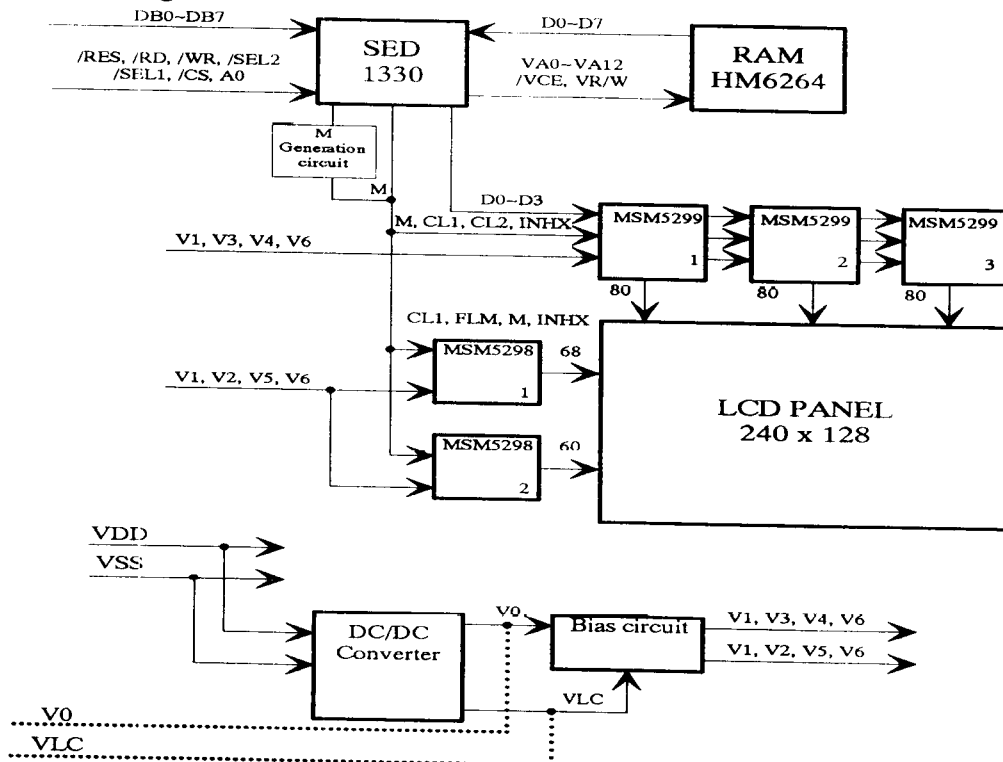 DB0~DB7
/RES, /RD, /WR, /SEL2
/SEL1, /CS, A0
SED
1330
D0~D7
VA0~VA12
/VCE, VR/W
RAM
HM6264
M
Generation
circuit
M
D0~D3
M, CL1, CL2, INHX
V1, V3, V4, V6
MSM5299
1
MSM5299
2
MSM5299
3
80
80
80
CL1, FLM, M, INHX
MSM5298
1
68
V1, V2, V5, V6
MSM5298
2
60
LCD PANEL
240 x 128
VDD
VSS
DC/DC
Converter
V0
Bias circuit
V1, V3, V4, V6
V1, V2, V5, V6
VLC
V0
VLC